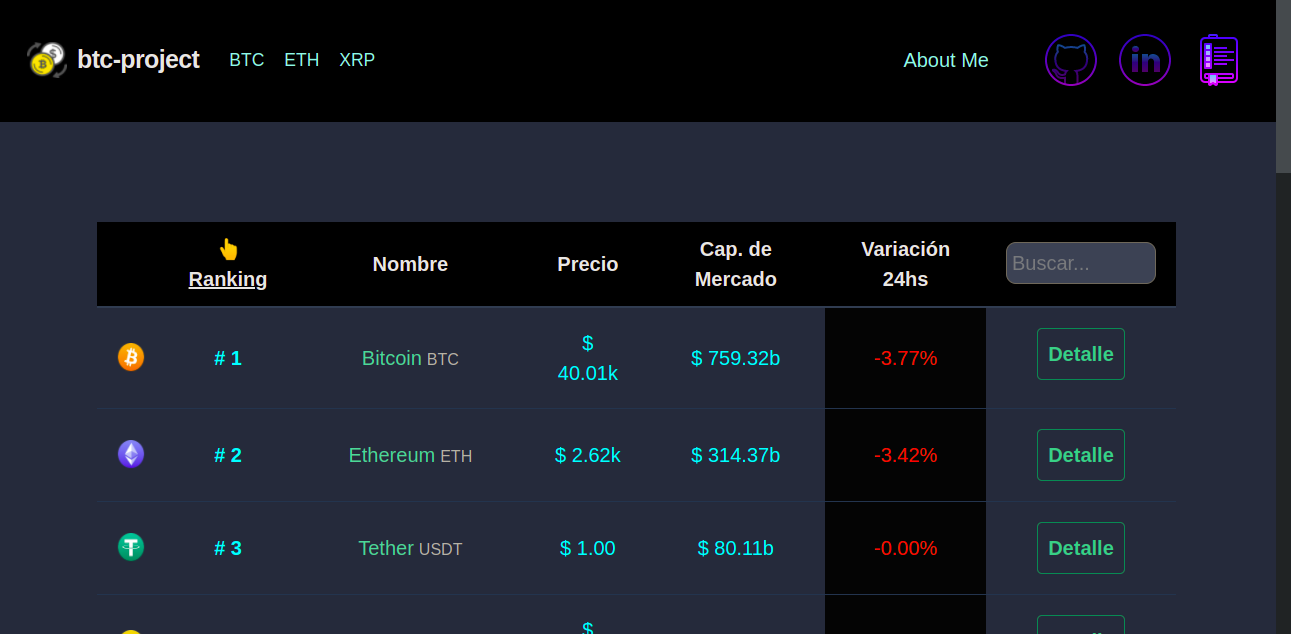 btc-project BTC ETH XRP About Me in
Ranking Nombre Precio Cap. de Mercado Variación 24hs Buscar...
# 1 Bitcoin BTC $ 40.01k $ 759.32b -3.77% Detalle
# 2 Ethereum ETH $ 2.62k $ 314.37b -3.42% Detalle
# 3 Tether USDT $ 1.00 $ 80.11b -0.00% Detalle
$